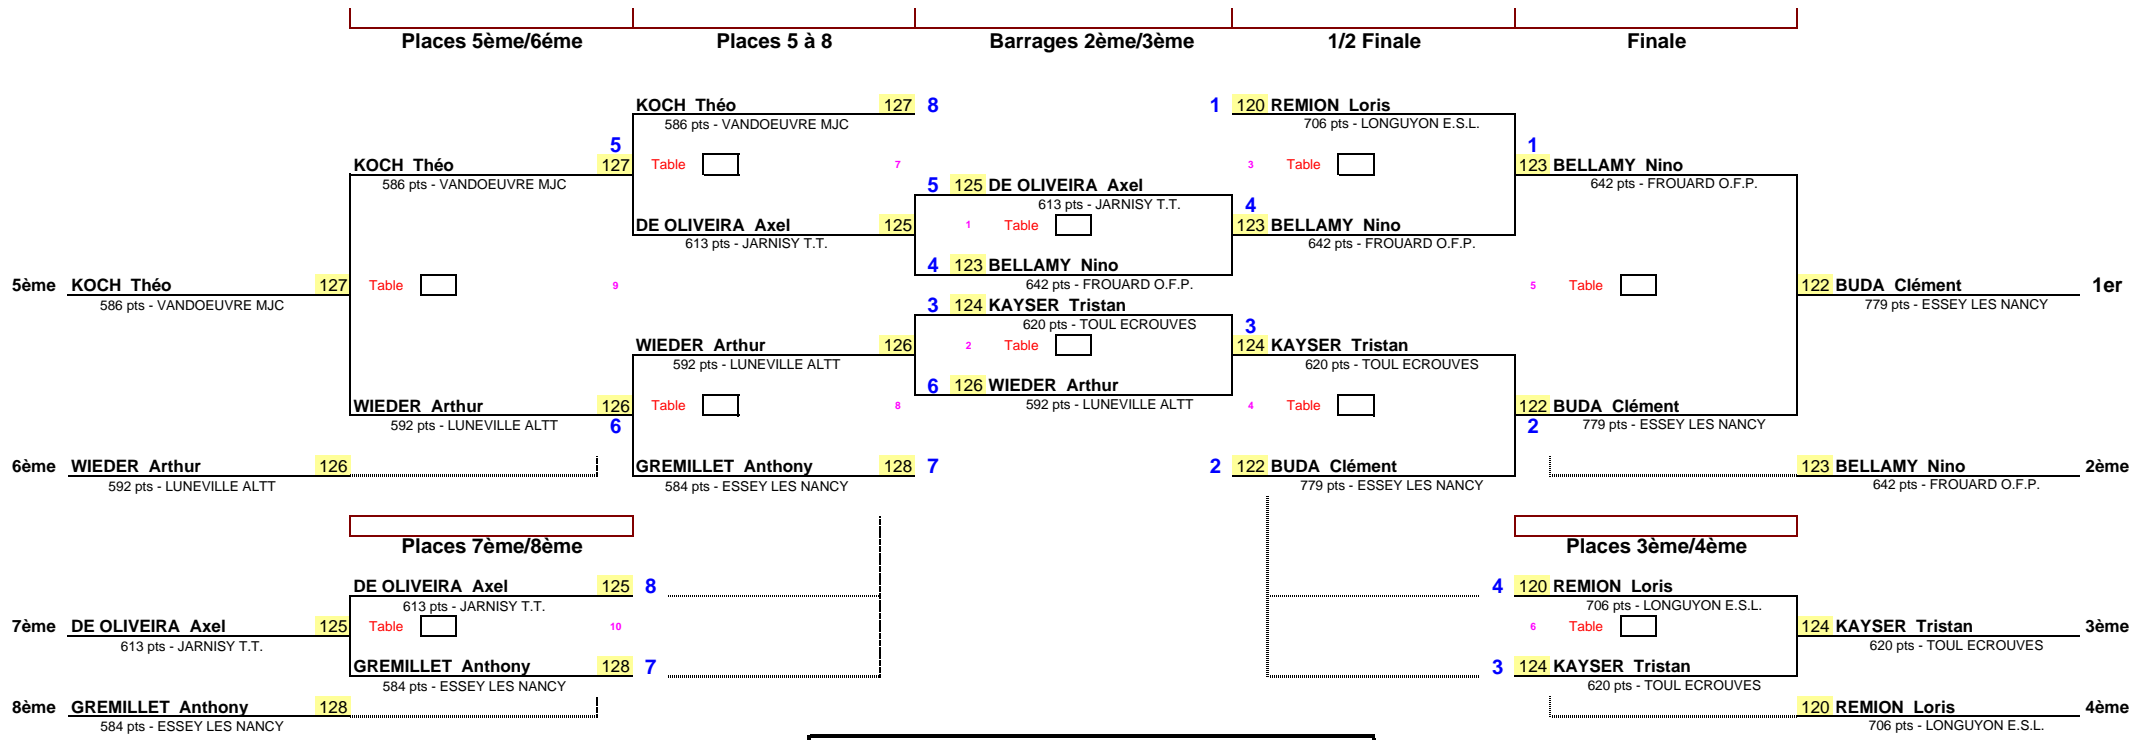 Places 5ème/6éme Places 5 à 8 Barrages 2ème/3ème 1/2 Finale Finale
KOCH Théo 127 8 1 120 REMION Loris
586 pts - VANDOEUVRE MJC 706 pts - LONGUYON E.S.L.
5 1
KOCH Théo 127 Table 7 3 Table 123 BELLAMY Nino
586 pts - VANDOEUVRE MJC 5 125 DE OLIVEIRA Axel 642 pts - FROUARD O.F.P.
613 pts - JARNISY T.T. 4
DE OLIVEIRA Axel 125 1 Table 123 BELLAMY Nino
613 pts - JARNISY T.T. 642 pts - FROUARD O.F.P.
4 123 BELLAMY Nino
5ème KOCH Théo 127 Table 9 642 pts - FROUARD O.F.P. 5 Table 122 BUDA Clément 1er
586 pts - VANDOEUVRE MJC 3 124 KAYSER Tristan 779 pts - ESSEY LES NANCY
620 pts - TOUL ECROUVES 3
WIEDER Arthur 126 2 Table 124 KAYSER Tristan
592 pts - LUNEVILLE ALTT 620 pts - TOUL ECROUVES
6 126 WIEDER Arthur
WIEDER Arthur 126 Table 8 592 pts - LUNEVILLE ALTT 4 Table 122 BUDA Clément
592 pts - LUNEVILLE ALTT 6 2 779 pts - ESSEY LES NANCY
6ème WIEDER Arthur 126 GREMILLET Anthony 128 7 2 122 BUDA Clément 123 BELLAMY Nino 2ème
592 pts - LUNEVILLE ALTT 584 pts - ESSEY LES NANCY 779 pts - ESSEY LES NANCY 642 pts - FROUARD O.F.P.
Places 7ème/8ème Places 3ème/4ème
DE OLIVEIRA Axel 125 8 4 120 REMION Loris
613 pts - JARNISY T.T. 706 pts - LONGUYON E.S.L.
7ème DE OLIVEIRA Axel 125 Table 10 6 Table 124 KAYSER Tristan 3ème
613 pts - JARNISY T.T. 620 pts - TOUL ECROUVES
GREMILLET Anthony 128 7 3 124 KAYSER Tristan
584 pts - ESSEY LES NANCY 620 pts - TOUL ECROUVES
8ème GREMILLET Anthony 128 120 REMION Loris 4ème
584 pts - ESSEY LES NANCY 706 pts - LONGUYON E.S.L.